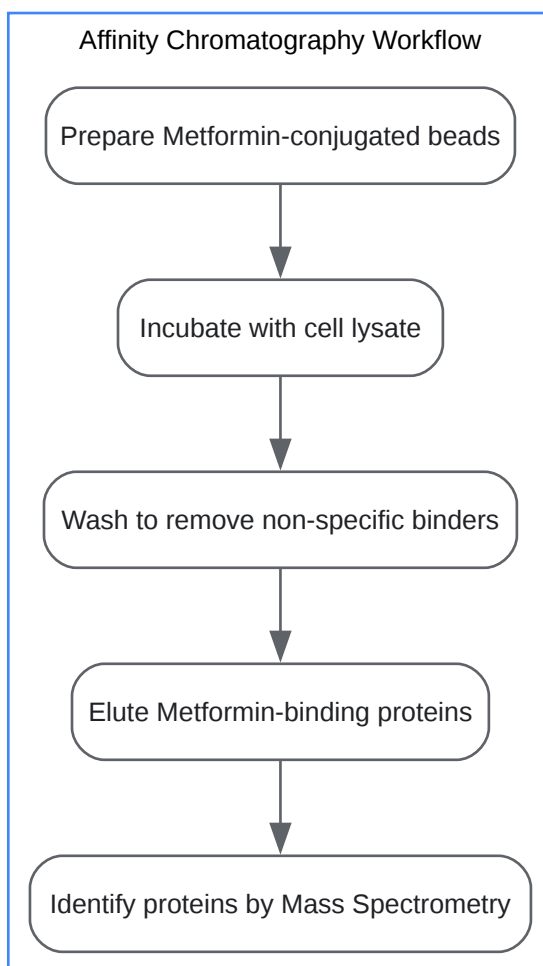 Affinity Chromatography Workflow
Prepare Metformin-conjugated beads
Incubate with cell lysate
Wash to remove non-specific binders
Elute Metformin-binding proteins
Identify proteins by Mass Spectrometry